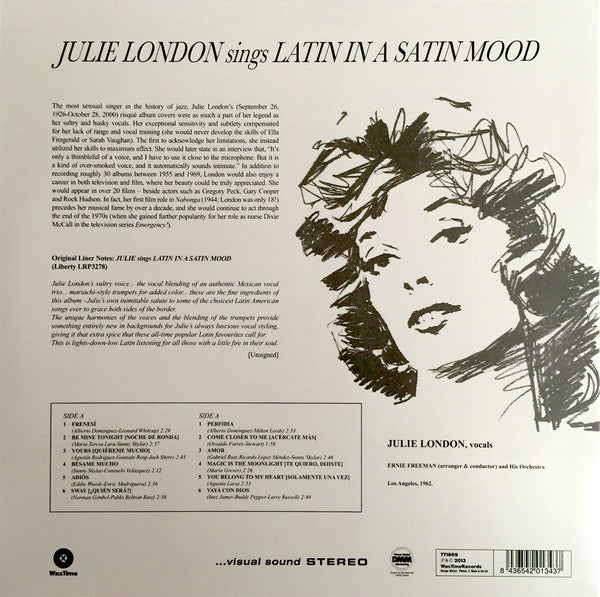 JULIE LONDON sings LATIN IN A SATIN MOOD
The most sensual singer in the history of jazz, Julie London's (September 26,
1926-October 28, 2000) risqué album covers were as much a part of her legend as
her sultry and husky vocals. Her exceptional sensitivity and subtlety compensated
for her lack of range and vocal training (she would never develop the skills of Ella
Fitzgerald or Sarah Vaughan). The first to acknowledge her limitations, she instead
utilized her skills to maximum effect. She would later state in an interview that, "It's
only a thimbleful of a voice, and I have to use it close to the microphone. But it is
a kind of over-smoked voice, and it automatically sounds intimate." In addition to
recording roughly 30 albums between 1955 and 1969, London would also enjoy a
career in both television and film, where her beauty could be truly appreciated. She
would appear in over 20 films – beside actors such as Gregory Peck, Gary Cooper
and Rock Hudson. In fact, her first film role in Nabonga (1944; London was only 18!)
precedes her musical fame by over a decade, and she would continue to act through
the end of the 1970s (when she gained further popularity for her role as nurse Dixie
McCall in the television series Emergency!).
Original Liner Notes: JULIE sings LATIN IN A SATIN MOOD
(Liberty LRP3278)
Julie London's sultry voice... the vocal blending of an authentic Mexican vocal
trio... mariachi-style trumpets for added color... these are the fine ingredients of
this album -Julie's own inimitable salute to some of the choicest Latin American
songs ever to grace both sides of the border.
The unique harmonies of the voices and the blending of the trumpets provide
something entirely new in backgrounds for Julie's always luscious vocal styling,
giving it that extra spice that these all-time popular Latin favourites call for.
This is lights-down-low Latin listening for all those with a little fire in their soul.
[Unsigned]
SIDE A
1 FRENESÍ
(Alberto Domínguez-Leonard Whitcup) 2:29
2 BE MINE TONIGHT [NOCHE DE RONDA]
(María Teresa Lara-Sunny Skylar) 2:37
3 YOURS [QUIÉREME MUCHO]
(Agustín Rodríguez-Gonzalo Roig-Jack Sherr) 2:43
4 BÉSAME MUCHO
(Sunny Skylar-Consuelo Velázquez) 2:12
5 ADIÓS
(Eddie Woods-Enric Madriguera) 2:36
6 SWAY [¿QUIÉN SERÁ?]
(Norman Gimbel-Pablo Beltrán Ruiz) 2:38
SIDE A
1 PERFIDIA
(Alberto Domínguez-Milton Leeds) 2:33
2 COME CLOSER TO ME [ACÉRCATE MÁS]
(Osvaldo Farrés-Stewart) 1:58
3 AMOR
(Gabriel Ruiz-Ricardo López Méndez-Sunny Skylar) 2:46
4 MAGIC IS THE MOONLIGHT [TE QUIERO, DIJISTE]
(María Grever) 2:26
5 YOU BELONG TO MY HEART [SOLAMENTE UNA VEZ]
(Agustín Lara) 2:53
6 VAYA CON DIOS
(Inez James-Buddy Pepper-Larry Russell) 2:40
JULIE LONDON, vocals
ERNIE FREEMAN (arranger & conductor) and His Orchestra
Los Angeles, 1962.
WaxTime
...visual sound STEREO
DMM
771869
℗ © 2013
WaxTimeRecords
8 436542 013437